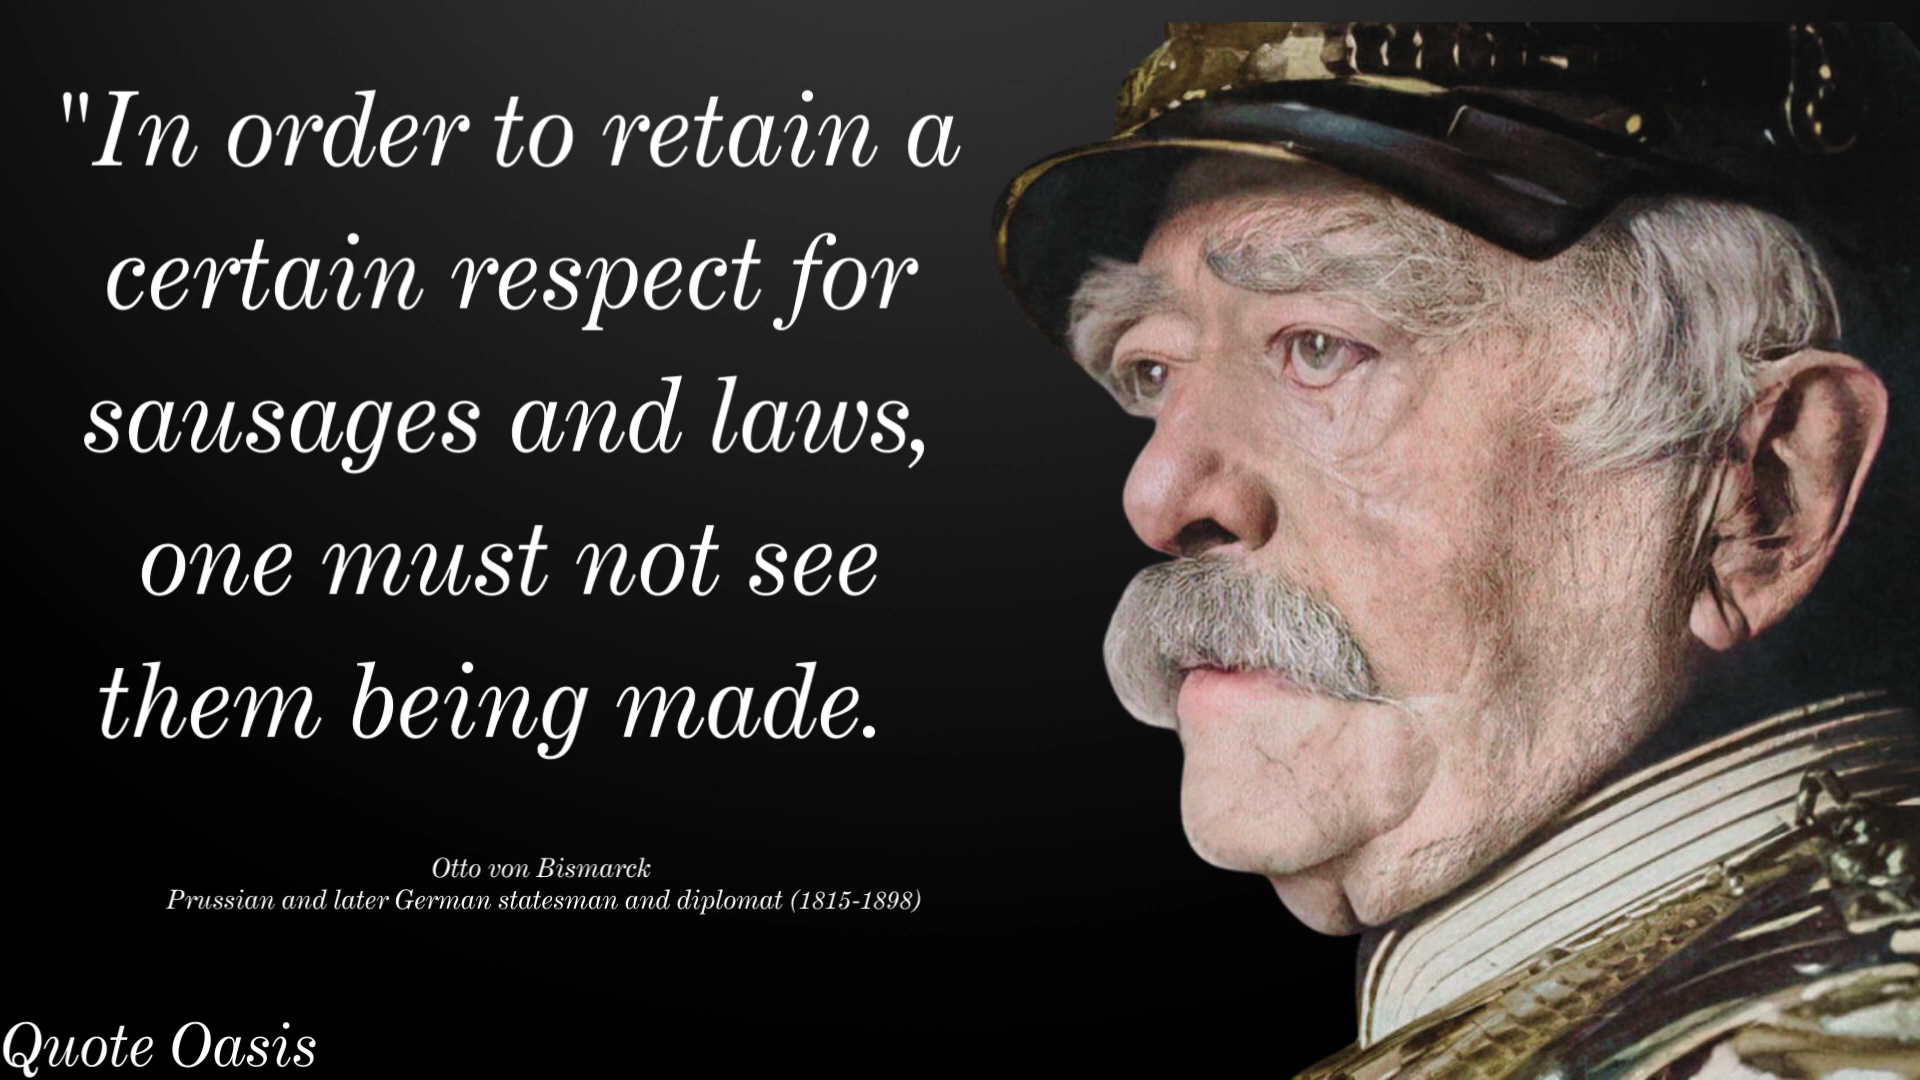 "In order to retain a
certain respect for
sausages and laws,
one must not see
them being made.
Otto von Bismarck
Prussian and later German statesman and diplomat (1815-1898)
Quote Oasis